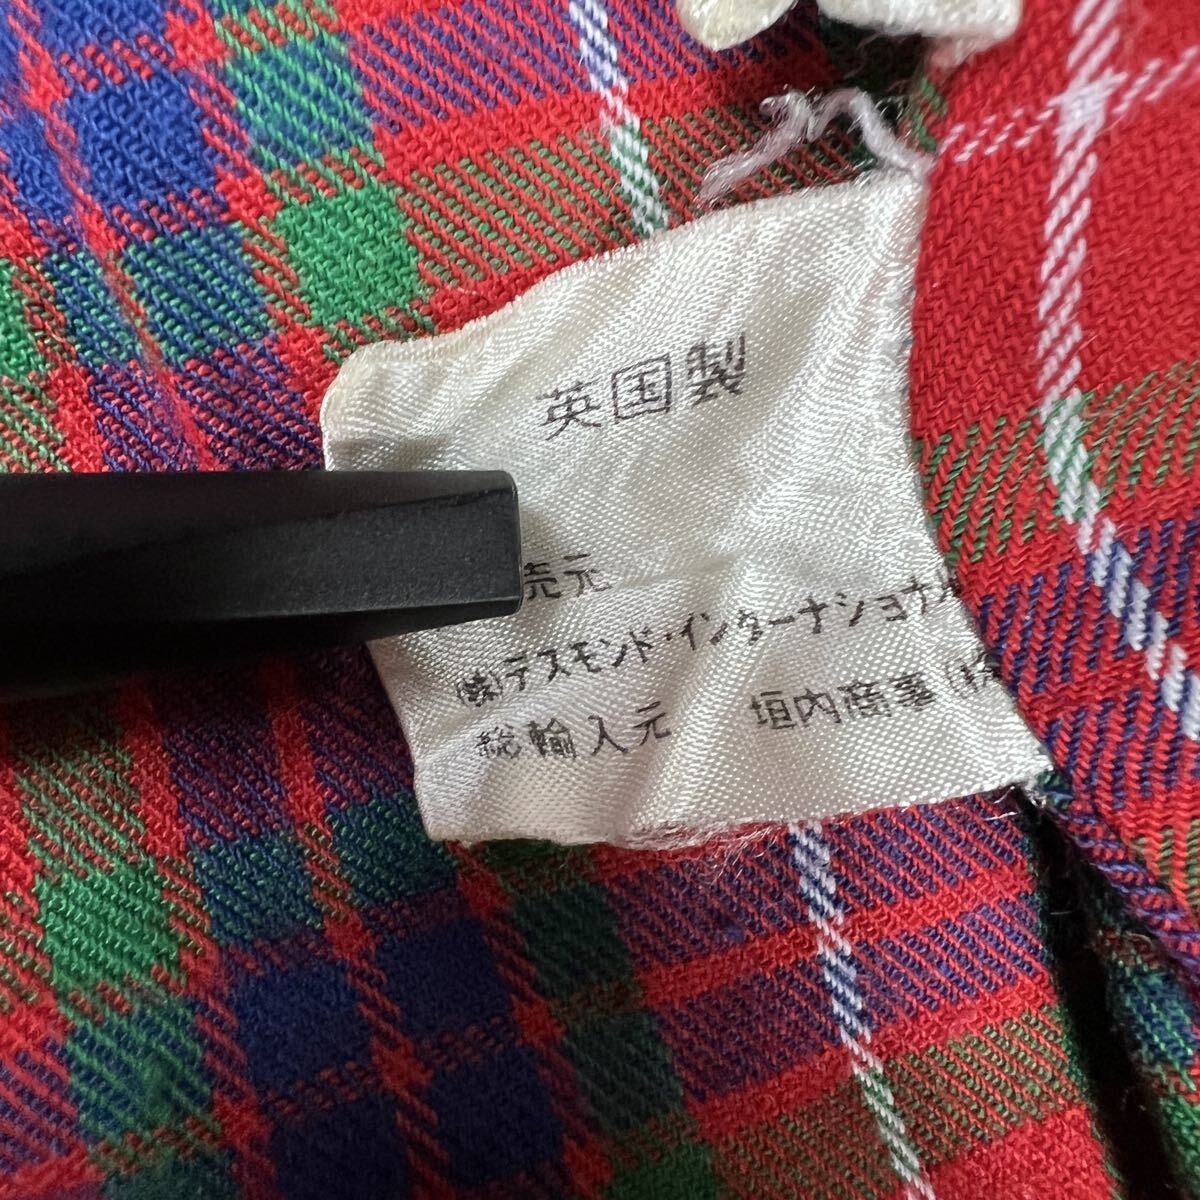 英国製
売元
(株)デスモンド・インターナショナル
総輸入元 垣内商事(株